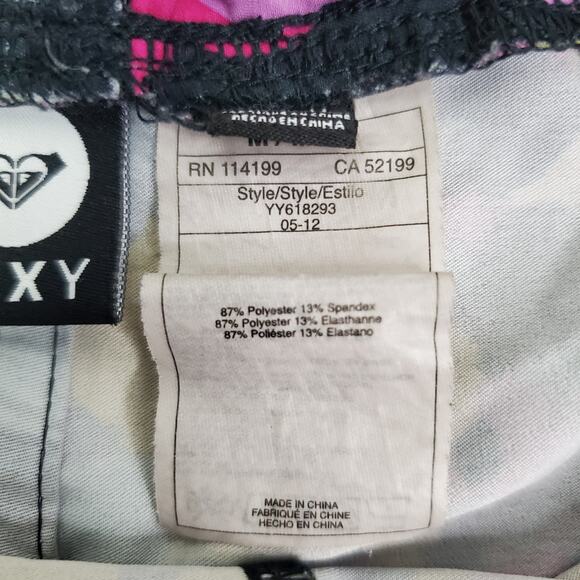 HECHO EN CHINA
RN 114199 CA 52199
Style/Style/Estilo
YY618293
05-12
XY
87% Polyester 13% Spandex
87% Polyester 13% Elasthanne
87% Poliéster 13% Elastano
MADE IN CHINA
FABRIQUÉ EN CHINE
HECHO EN CHINA